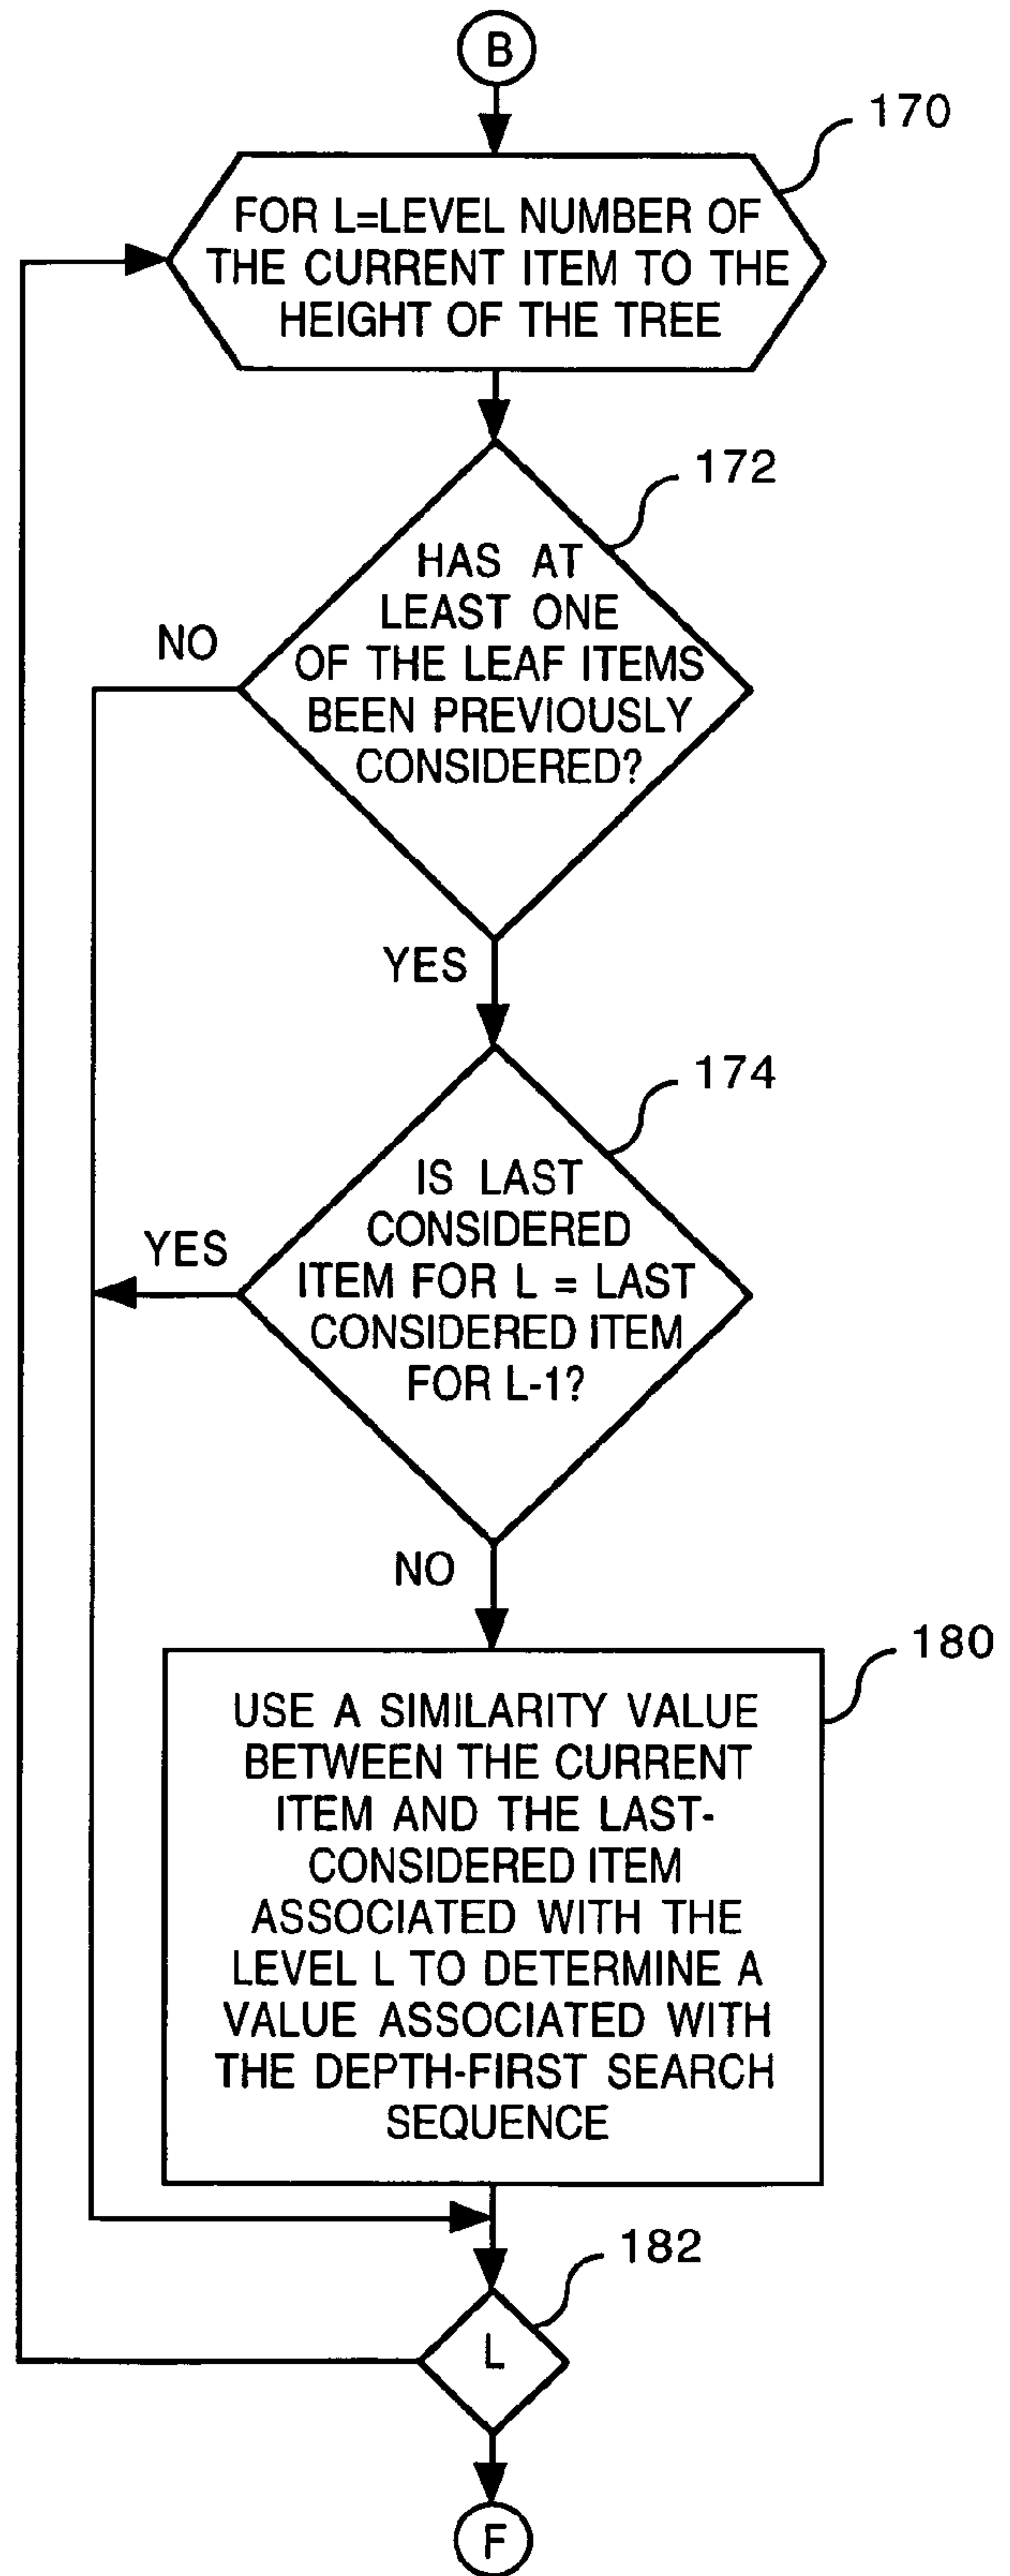 B
170
FOR L=LEVEL NUMBER OF
THE CURRENT ITEM TO THE
HEIGHT OF THE TREE
172
HAS AT
LEAST ONE
OF THE LEAF ITEMS
BEEN PREVIOUSLY
CONSIDERED?
NO
YES
174
IS LAST
CONSIDERED
ITEM FOR L = LAST
CONSIDERED ITEM
FOR L-1?
YES
NO
180
USE A SIMILARITY VALUE
BETWEEN THE CURRENT
ITEM AND THE LAST-
CONSIDERED ITEM
ASSOCIATED WITH THE
LEVEL L TO DETERMINE A
VALUE ASSOCIATED WITH
THE DEPTH-FIRST SEARCH
SEQUENCE
182
L
F